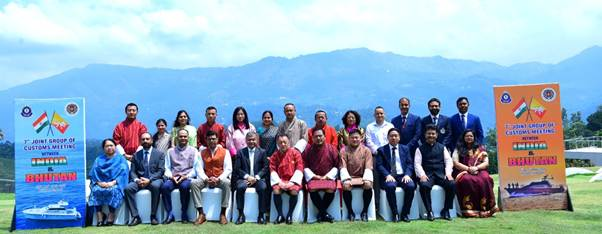 7th JOINT GROUP OF
CUSTOMS MEETING
BETWEEN
INDIA
&
BHUTAN
7th JOINT GROUP OF
CUSTOMS MEETING
BETWEEN
INDIA
&
BHUTAN